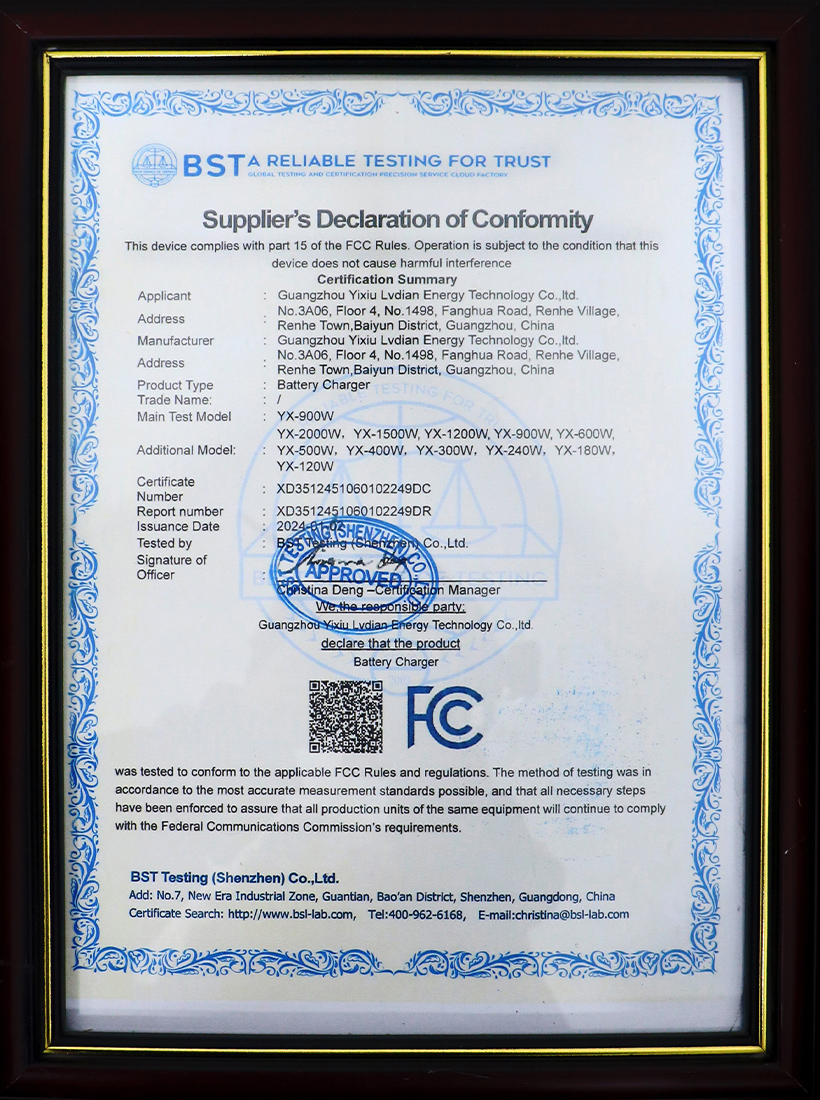 BST A RELIABLE TESTING FOR TRUST
GLOBAL TESTING AND CERTIFICATION PRECISION SERVICE CLOUD FACTORY
Supplier's Declaration of Conformity
This device complies with part 15 of the FCC Rules. Operation is subject to the condition that this
device does not cause harmful interference
Certification Summary
Applicant : Guangzhou Yixiu Lvdian Energy Technology Co.,ltd.
Address : No.3A06, Floor 4, No.1498, Fanghua Road, Renhe Village,
Renhe Town,Baiyun District, Guangzhou, China
Manufacturer : Guangzhou Yixiu Lvdian Energy Technology Co.,ltd.
Address : No.3A06, Floor 4, No.1498, Fanghua Road, Renhe Village,
Renhe Town,Baiyun District, Guangzhou, China
Product Type : Battery Charger
Trade Name: : /
Main Test Model : YX-900W
Additional Model: : YX-2000W, YX-1500W, YX-1200W, YX-900W, YX-600W,
YX-500W, YX-400W, YX-300W, YX-240W, YX-180W,
YX-120W
Certificate
Number : XD3512451060102249DC
Report number : XD3512451060102249DR
Issuance Date : 2024-01-02
Tested by : BST Testing (Shenzhen) Co.,Ltd.
Signature of
Officer :
APPROVED
Christina Deng –Certification Manager
We,the responsible party:
Guangzhou Yixiu Lvdian Energy Technology Co.,ltd.
declare that the product
Battery Charger
FCC
was tested to conform to the applicable FCC Rules and regulations. The method of testing was in
accordance to the most accurate measurement standards possible, and that all necessary steps
have been enforced to assure that all production units of the same equipment will continue to comply
with the Federal Communications Commission's requirements.
BST Testing (Shenzhen) Co.,Ltd.
Add: No.7, New Era Industrial Zone, Guantian, Bao'an District, Shenzhen, Guangdong, China
Certificate Search: http://www.bsl-lab.com, Tel:400-962-6168, E-mail:christina@bsl-lab.com